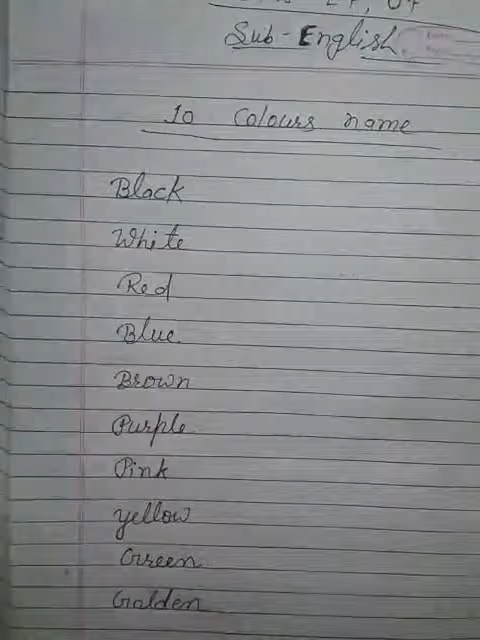 Sub - English
10 Colours name
Black
White
Red
Blue
Brown
Purple
Pink
yellow
Green
Golden